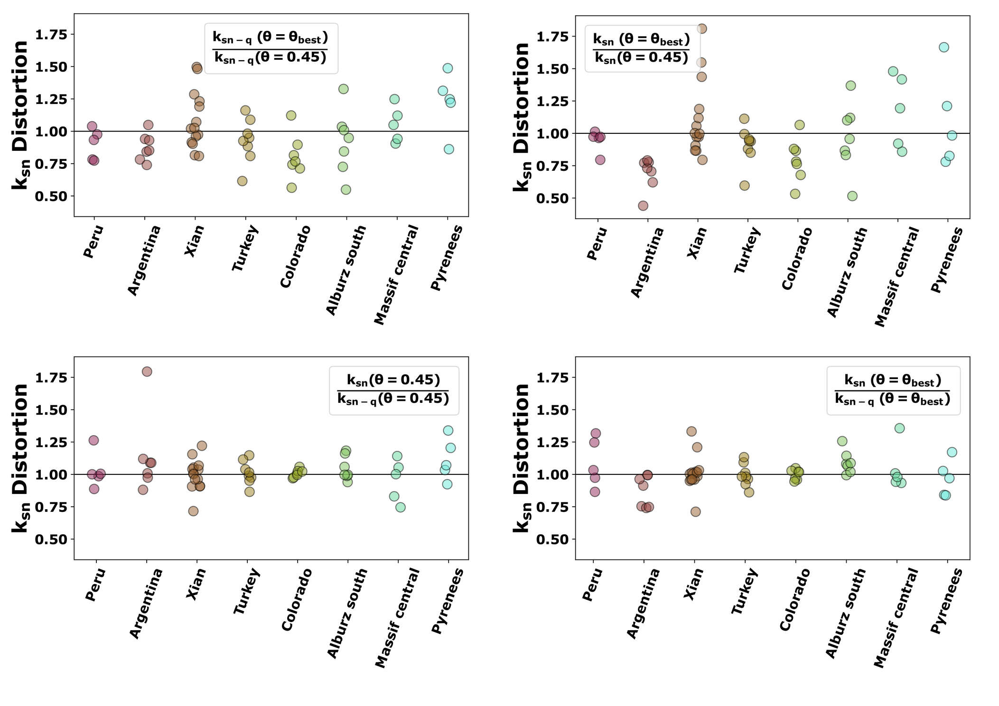 k_sn Distortion
1.75
1.50
1.25
1.00
0.75
0.50
k_sn−q (θ = θ_best)
k_sn−q(θ = 0.45)
Peru
Argentina
Xian
Turkey
Colorado
Alburz south
Massif central
Pyrenees
k_sn Distortion
1.75
1.50
1.25
1.00
0.75
0.50
k_sn (θ = θ_best)
k_sn(θ = 0.45)
Peru
Argentina
Xian
Turkey
Colorado
Alburz south
Massif central
Pyrenees
k_sn Distortion
1.75
1.50
1.25
1.00
0.75
0.50
k_sn(θ = 0.45)
k_sn−q(θ = 0.45)
Peru
Argentina
Xian
Turkey
Colorado
Alburz south
Massif central
Pyrenees
k_sn Distortion
1.75
1.50
1.25
1.00
0.75
0.50
k_sn (θ = θ_best)
k_sn−q (θ = θ_best)
Peru
Argentina
Xian
Turkey
Colorado
Alburz south
Massif central
Pyrenees